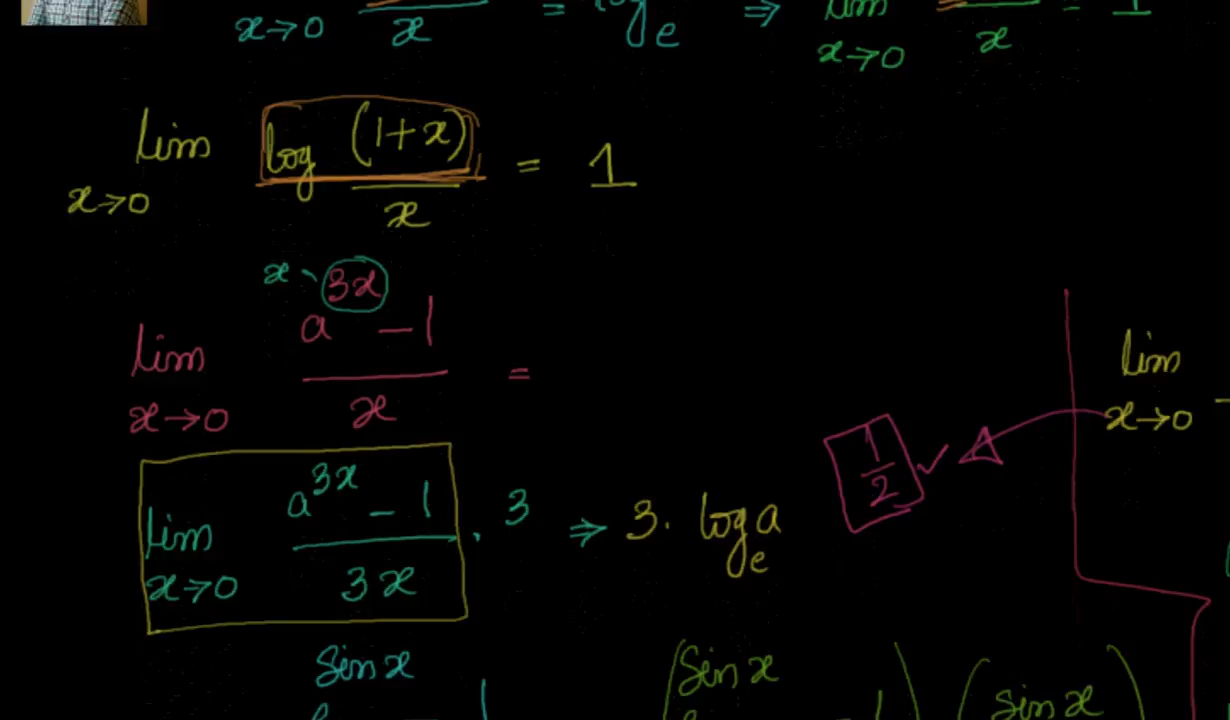 x→0 x = log e ⇒ lim x→0 x = 1
lim x→0 log (1+x) / x = 1
x
lim x→0 a^3x − 1 / x =
lim x→0 a^3x − 1 / 3x . 3 ⇒ 3. log_e a
1/2 ✓
lim x→0
sin x
(sin x 1) (sin x)